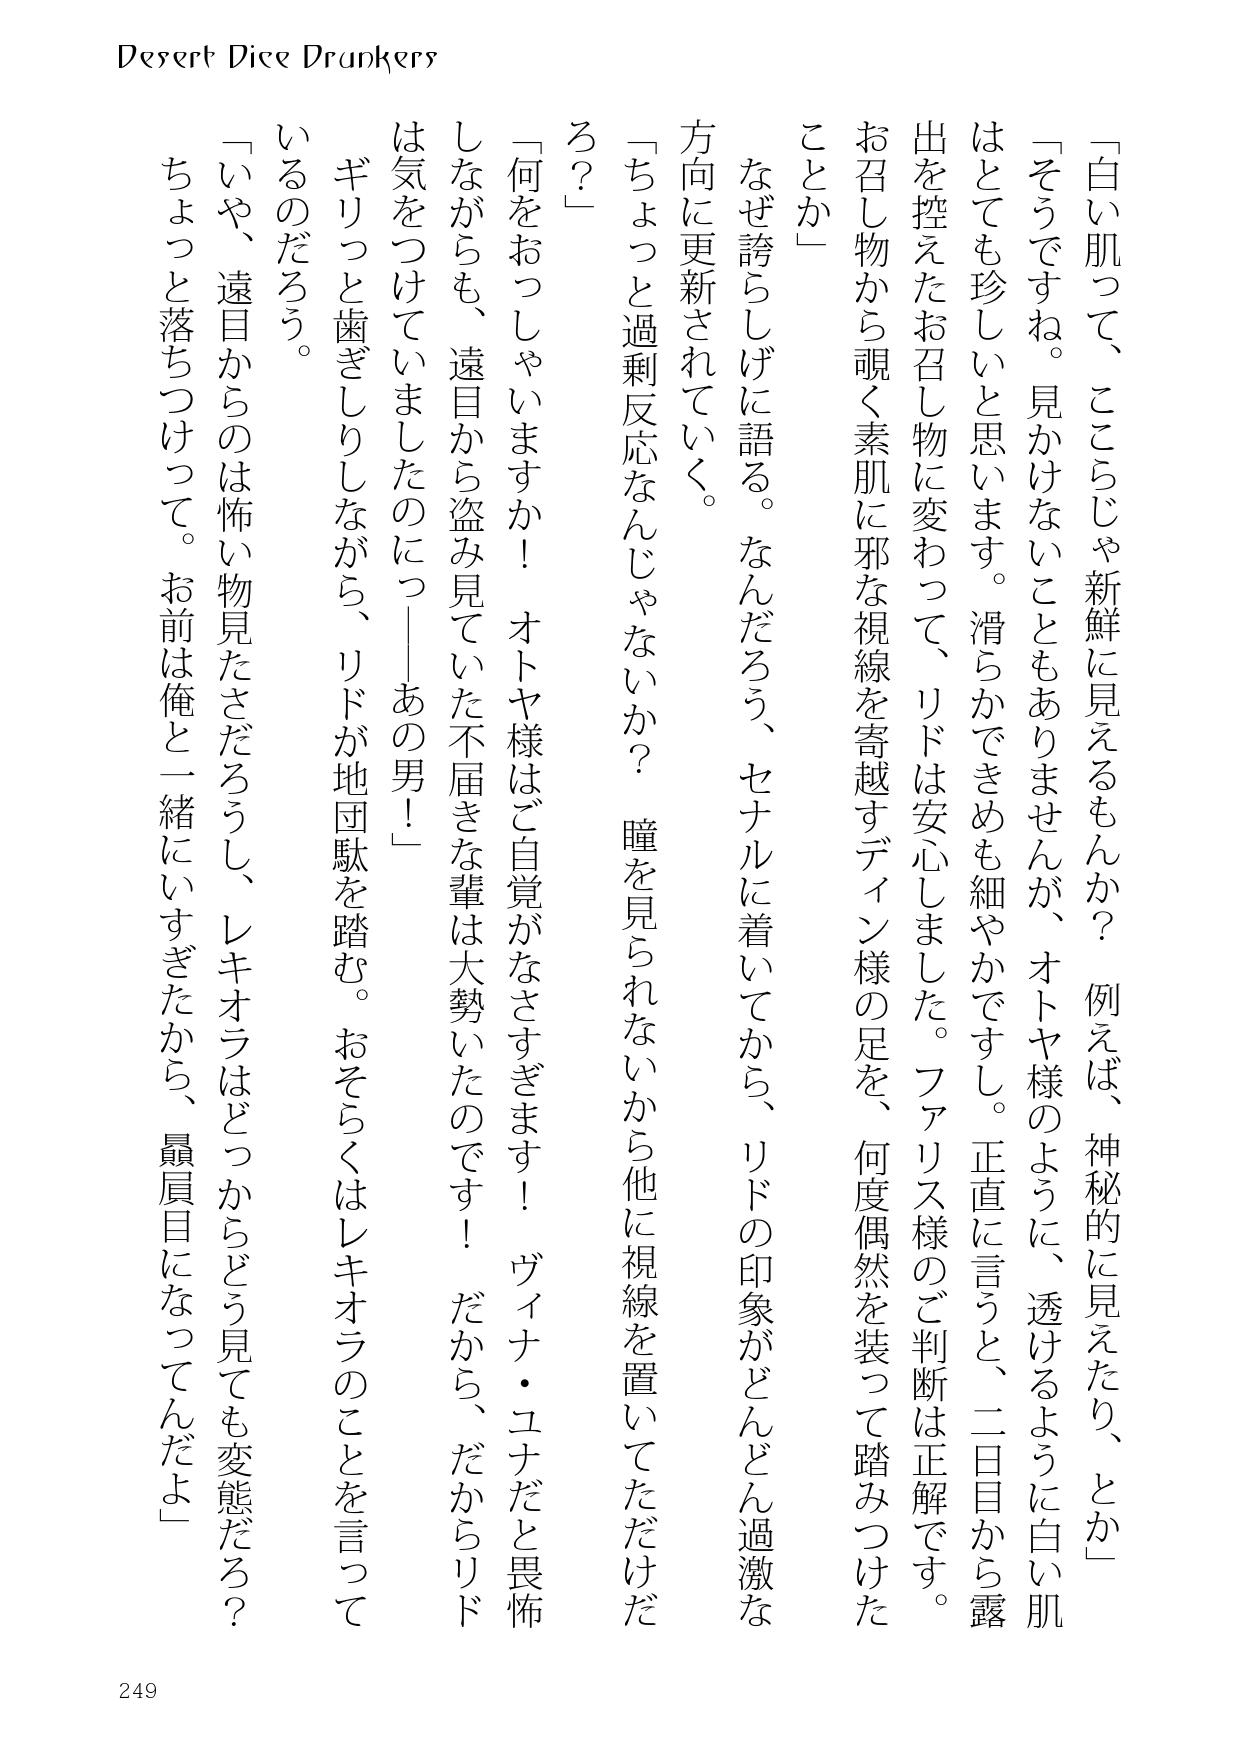 Desert Dice Drunkers
「白い肌って、ここらじゃ新鮮に見えるもんか？　例えば、神秘的に見えたり、とか」
「そうですね。見かけないこともありませんが、オトヤ様のように、透けるように白い肌
はとても珍しいと思います。滑らかできめも細やかですし。正直に言うと、二日目から露
出を控えたお召し物に変わって、リドは安心しました。ファリス様のご判断は正解です。
お召し物から覗く素肌に邪な視線を寄越すディン様の足を、何度偶然を装って踏みつけた
ことか」
　なぜ誇らしげに語る。なんだろう、セナルに着いてから、リドの印象がどんどん過激な
方向に更新されていく。
「ちょっと過剰反応なんじゃないか？　瞳を見られないから他に視線を置いてただけだ
ろ？」
「何をおっしゃいますか！　オトヤ様はご自覚がなさすぎます！　ヴィナ・ユナだと畏怖
しながらも、遠目から盗み見ていた不届きな輩は大勢いたのです！　だから、だからリド
は気をつけていましたのにっ――あの男！」
　ギリっと歯ぎしりしながら、リドが地団駄を踏む。おそらくはレキオラのことを言って
いるのだろう。
「いや、遠目からのは怖い物見たさだろうし、レキオラはどっからどう見ても変態だろ？
　ちょっと落ちつけって。お前は俺と一緒にいすぎたから、贔屓目になってんだよ」
249